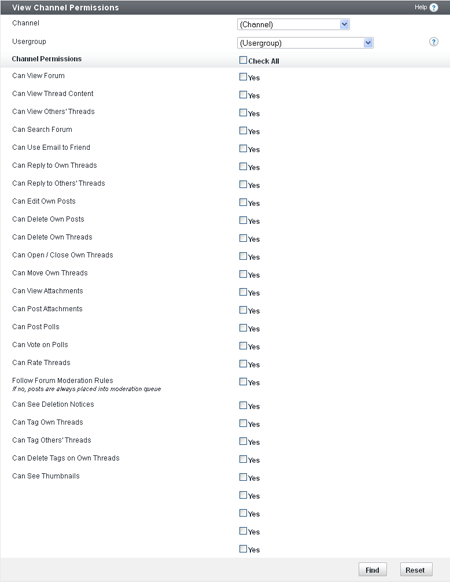 View Channel Permissions Help ?
Channel (Channel)
Usergroup (Usergroup) ?
Channel Permissions Check All
Can View Forum Yes
Can View Thread Content Yes
Can View Others' Threads Yes
Can Search Forum Yes
Can Use Email to Friend Yes
Can Reply to Own Threads Yes
Can Reply to Others' Threads Yes
Can Edit Own Posts Yes
Can Delete Own Posts Yes
Can Delete Own Threads Yes
Can Open / Close Own Threads Yes
Can Move Own Threads Yes
Can View Attachments Yes
Can Post Attachments Yes
Can Post Polls Yes
Can Vote on Polls Yes
Can Rate Threads Yes
Follow Forum Moderation Rules Yes
If no, posts are always placed into moderation queue
Can See Deletion Notices Yes
Can Tag Own Threads Yes
Can Tag Others' Threads Yes
Can Delete Tags on Own Threads Yes
Can See Thumbnails Yes
Yes
Yes
Yes
Yes
Find Reset